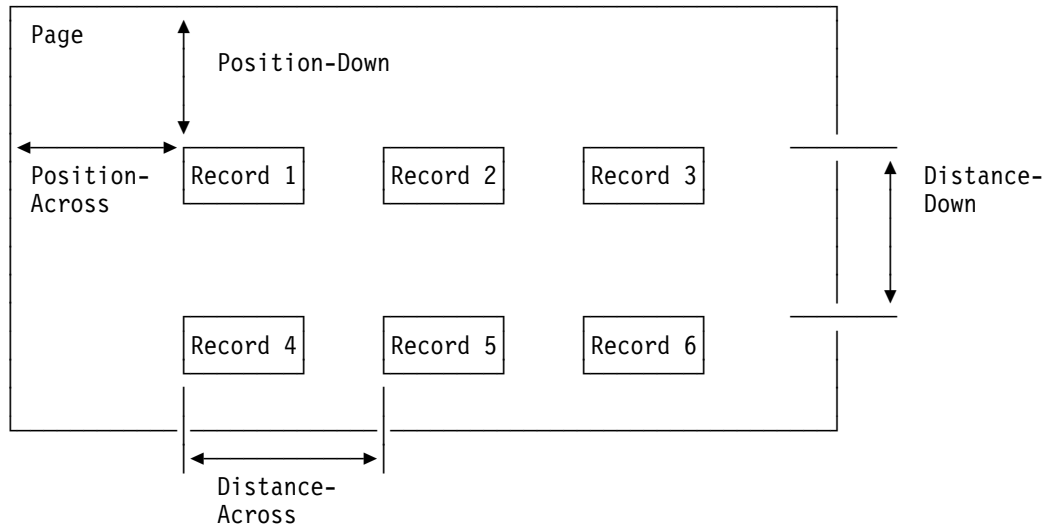 Page
Position-Down
Position-
Across
Record 1
Record 2
Record 3
Distance-
Down
Record 4
Record 5
Record 6
Distance-
Across